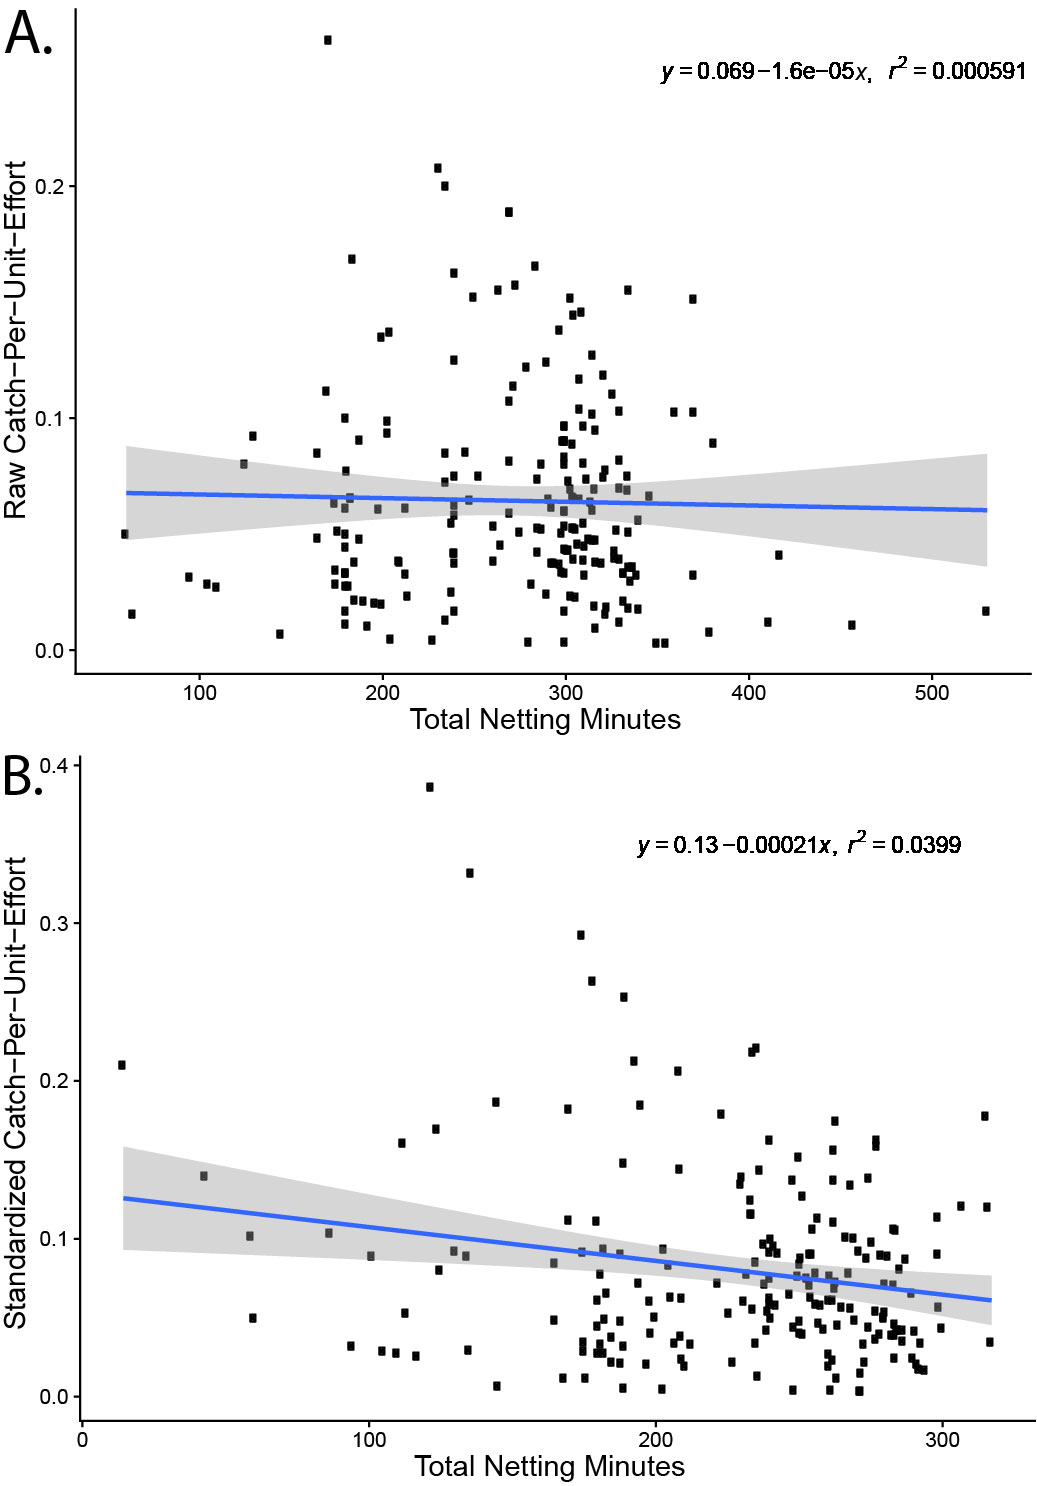 A.
y = 0.069−1.6e−05x, r² = 0.000591
Raw Catch−Per−Unit−Effort
0.2
0.1
0.0
100 200 300 400 500
Total Netting Minutes
B.
y = 0.13−0.00021x, r² = 0.0399
Standardized Catch−Per−Unit−Effort
0.4
0.3
0.2
0.1
0.0
0 100 200 300
Total Netting Minutes